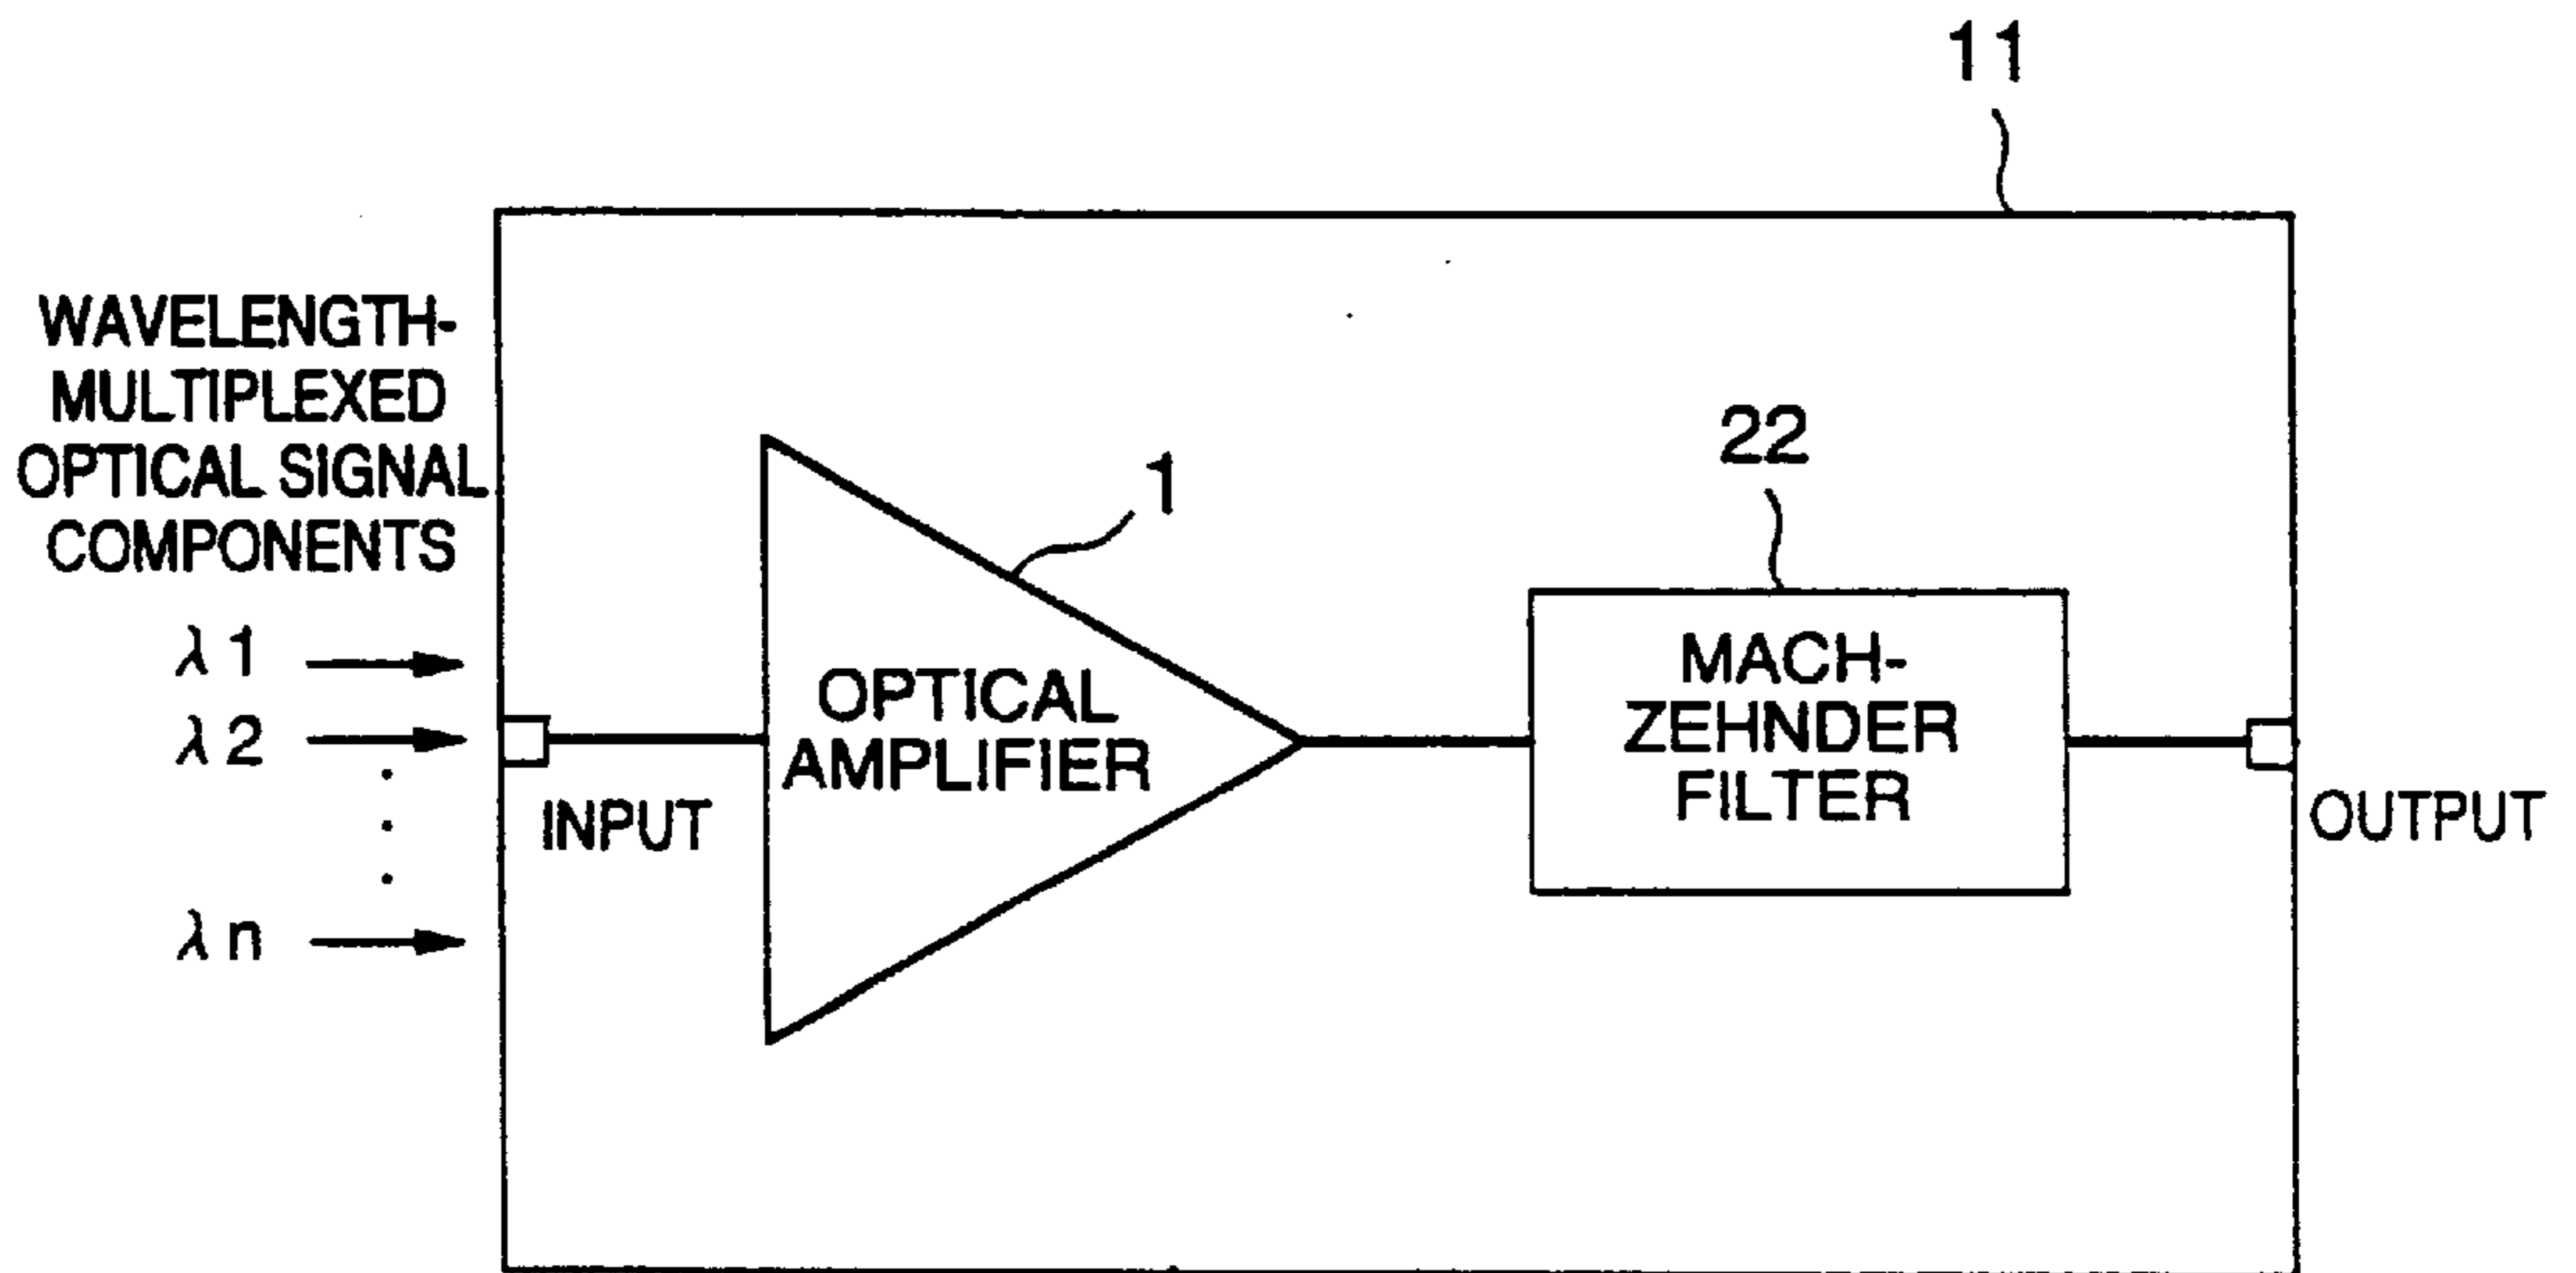 11
WAVELENGTH-
MULTIPLEXED
OPTICAL SIGNAL
COMPONENTS
λ1
λ2
λn
INPUT
1
OPTICAL
AMPLIFIER
22
MACH-
ZEHNDER
FILTER
OUTPUT